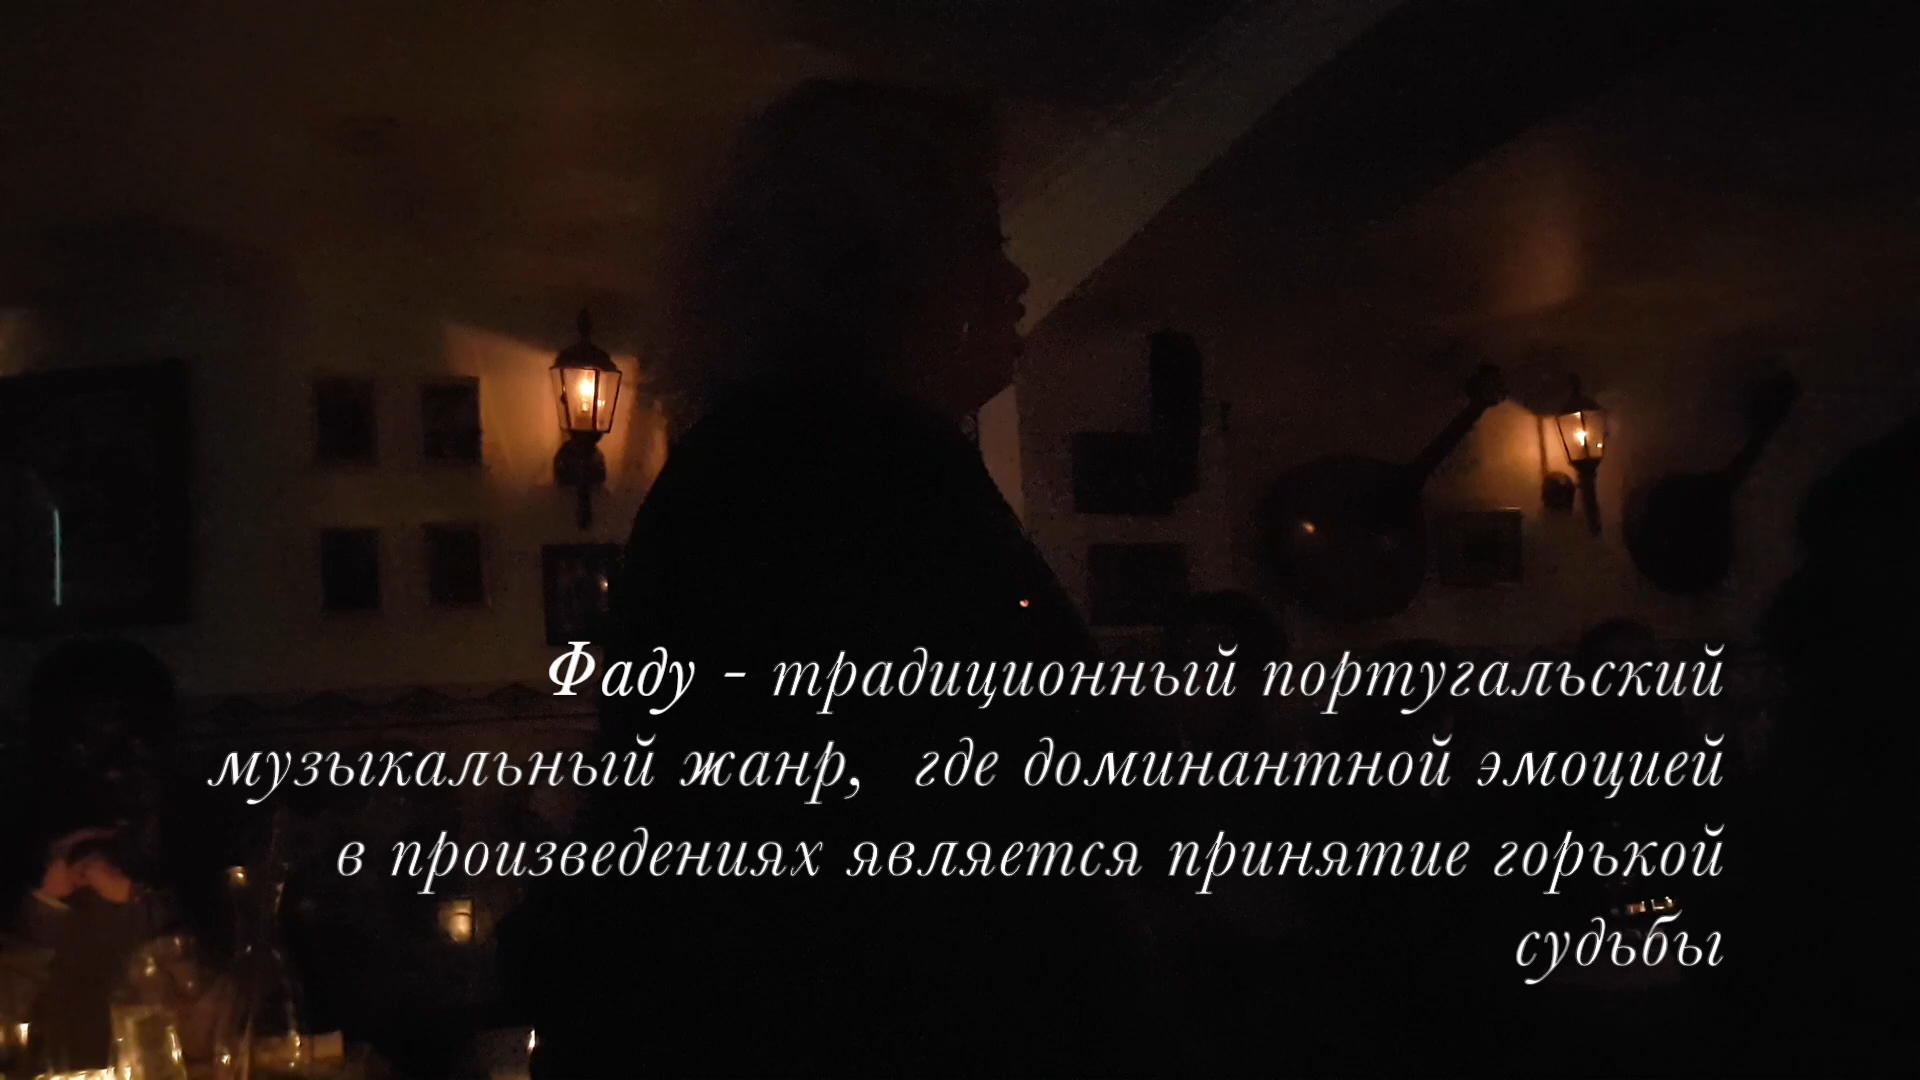 Фаду - традиционный португальский
музыкальный жанр, где доминантной эмоцией
в произведениях является принятие горькой
судьбы